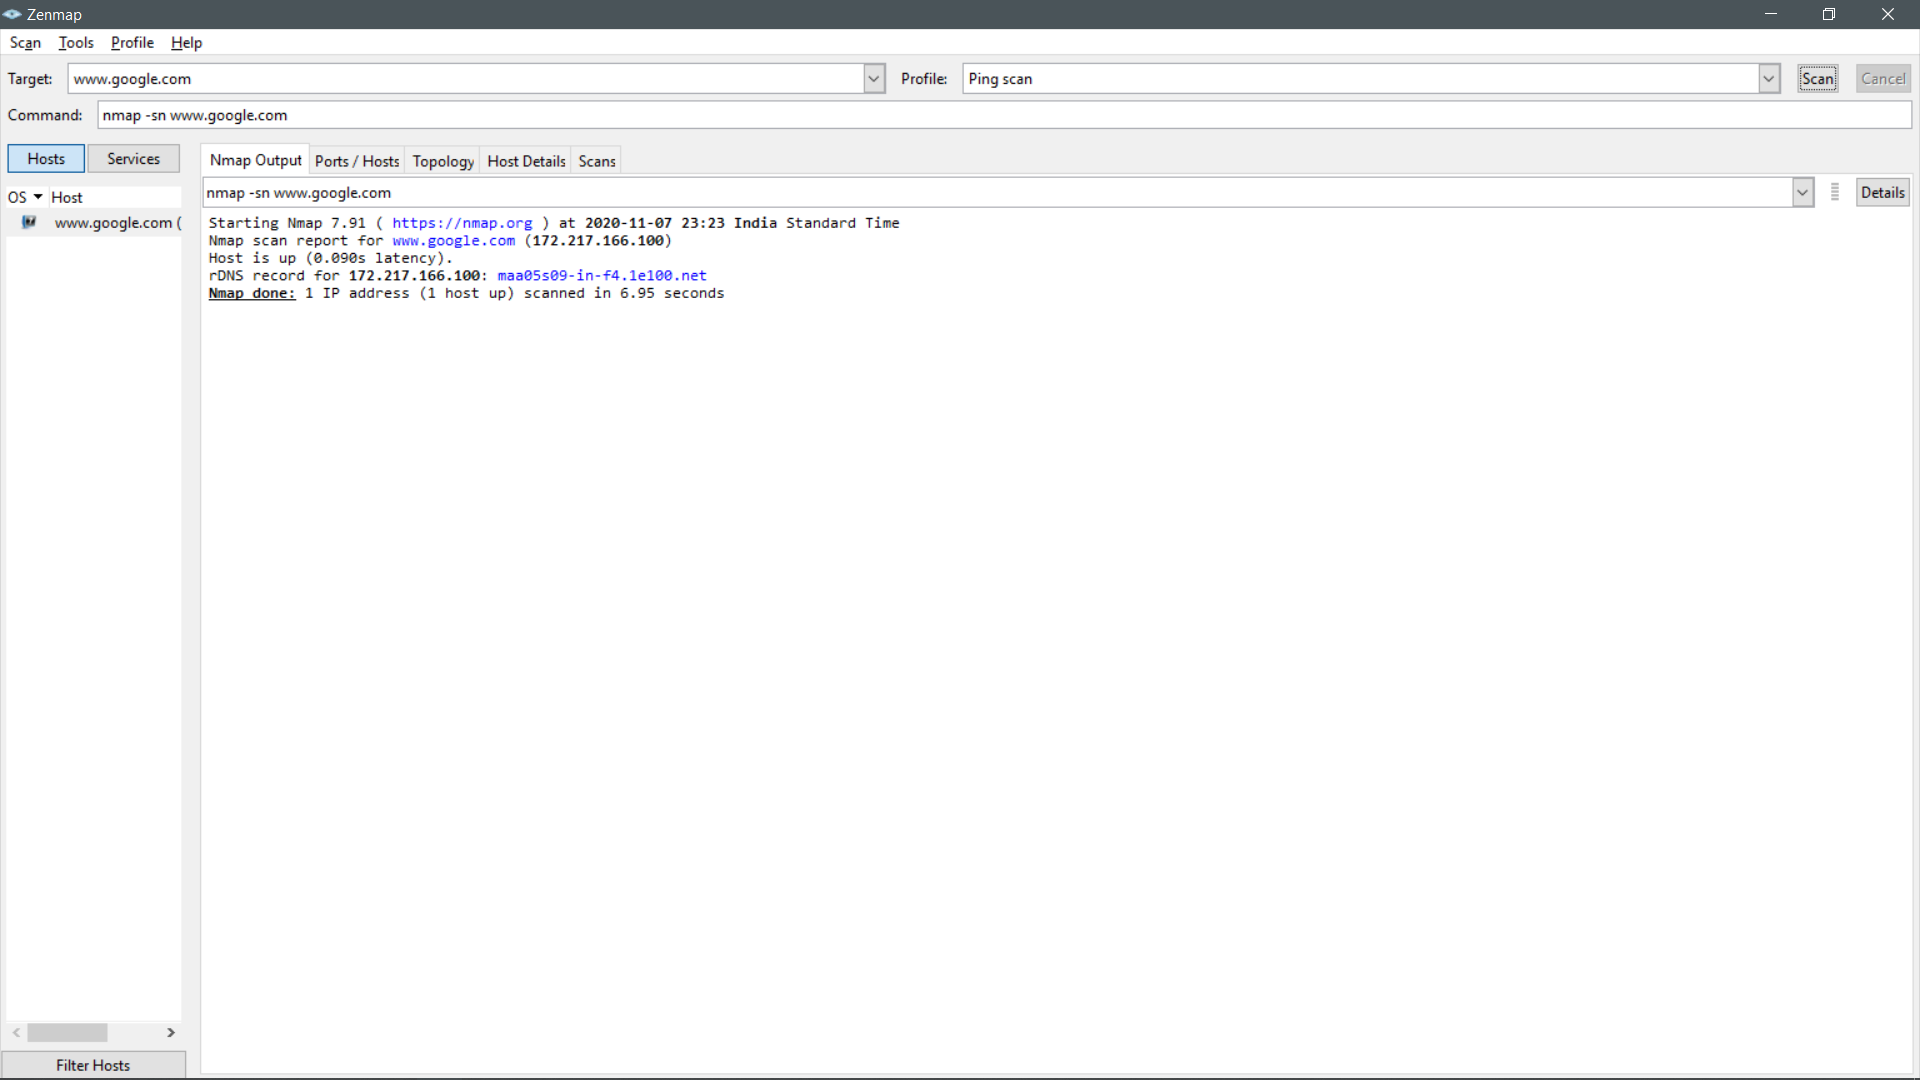 Zenmap
Scan Tools Profile Help
Target: www.google.com Profile: Ping scan Scan Cancel
Command: nmap -sn www.google.com
Hosts Services
Nmap Output Ports / Hosts Topology Host Details Scans
OS Host
www.google.com (
nmap -sn www.google.com Details
Starting Nmap 7.91 ( https://nmap.org ) at 2020-11-07 23:23 India Standard Time
Nmap scan report for www.google.com (172.217.166.100)
Host is up (0.090s latency).
rDNS record for 172.217.166.100: maa05s09-in-f4.1e100.net
Nmap done: 1 IP address (1 host up) scanned in 6.95 seconds
Filter Hosts